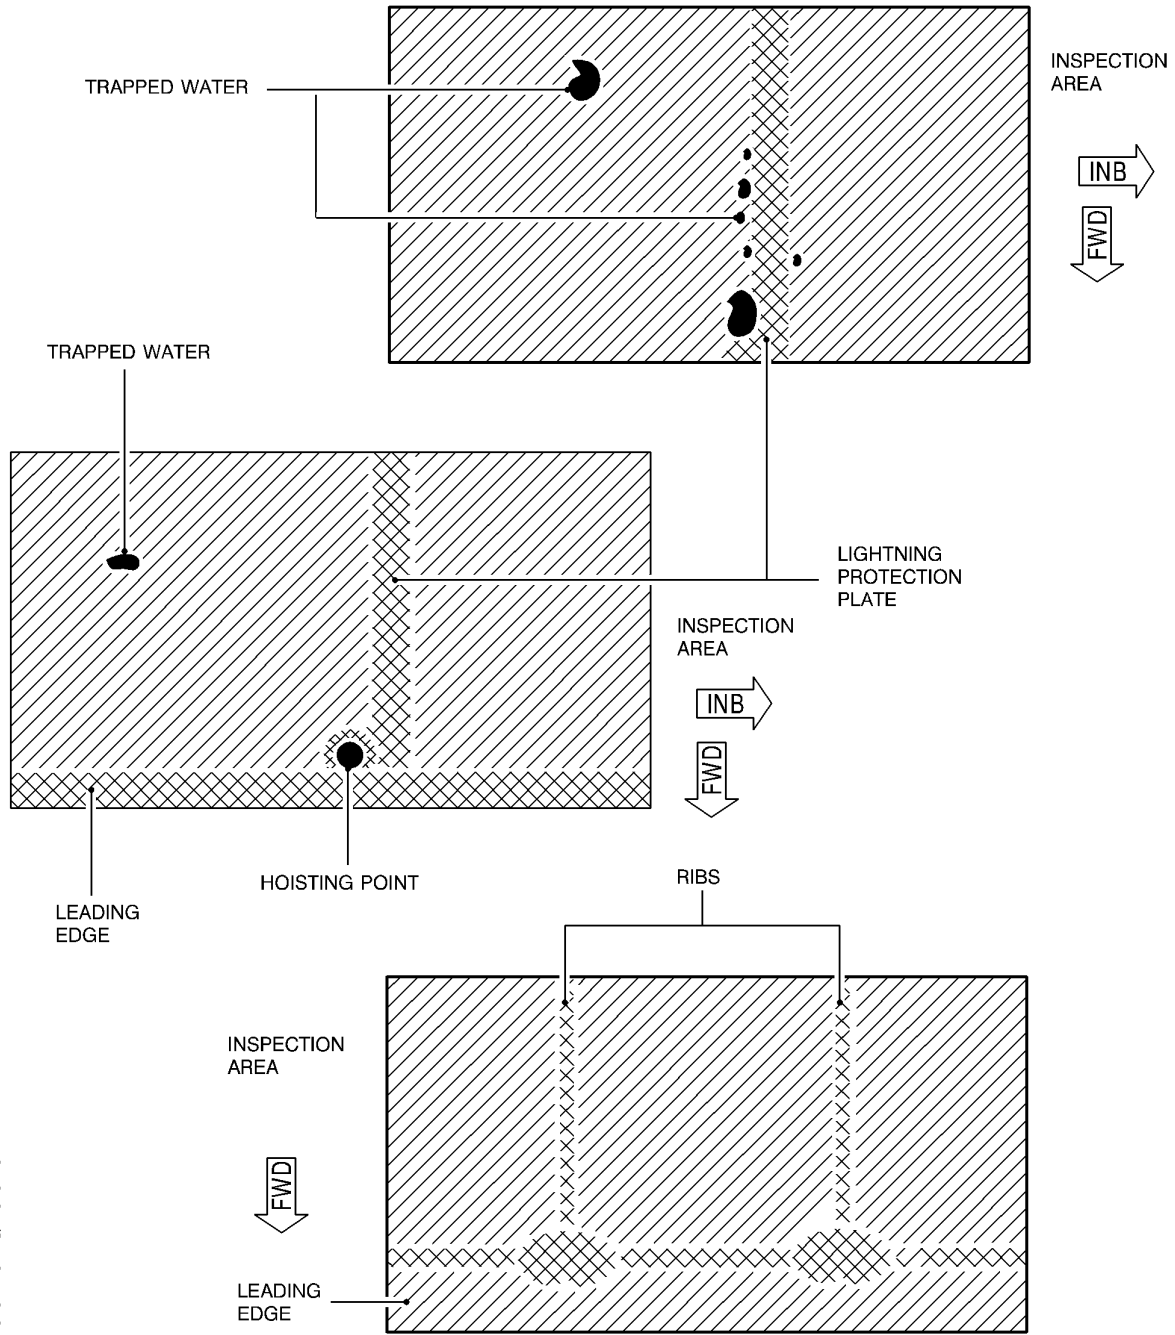 TRAPPED WATER
INSPECTION
AREA
INB
FWD
TRAPPED WATER
LIGHTNING
PROTECTION
PLATE
INSPECTION
AREA
INB
FWD
HOISTING POINT
LEADING
EDGE
RIBS
INSPECTION
AREA
FWD
LEADING
EDGE